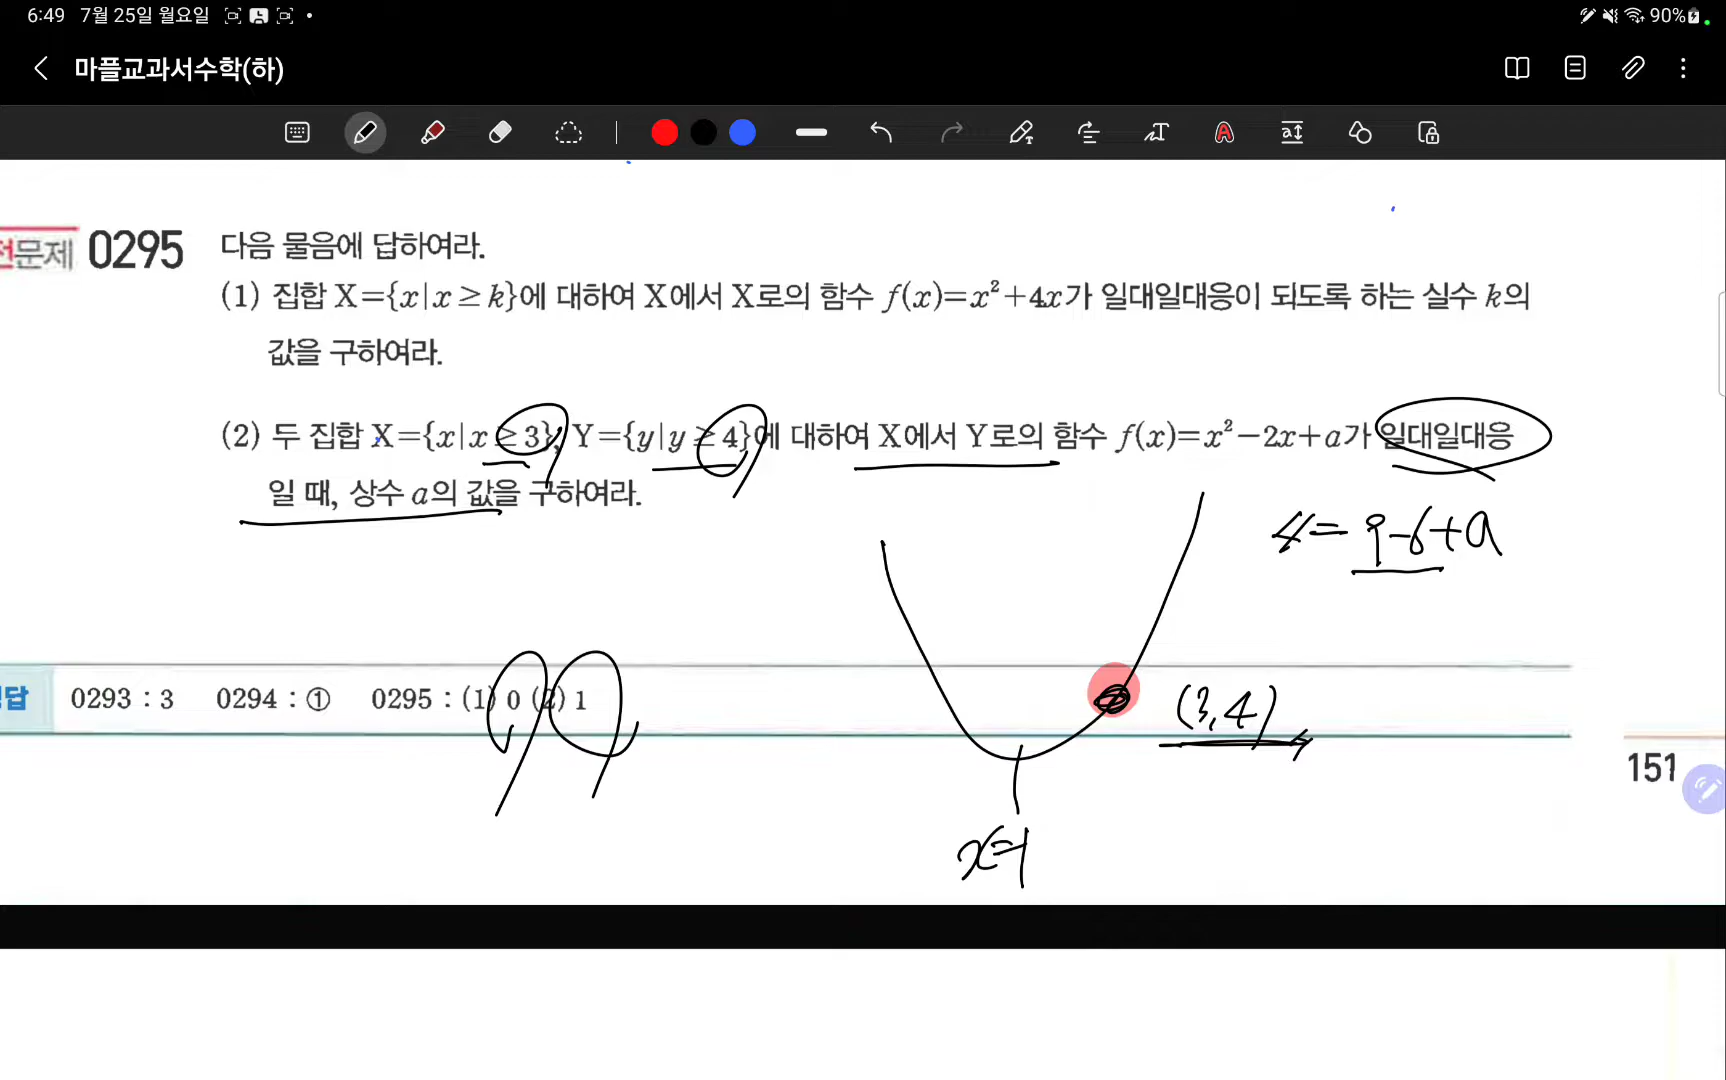 6:49 7월 25일 월요일 90%
마플교과서수학(하)
전문제 0295 다음 물음에 답하여라.
(1) 집합 X={x|x≥k}에 대하여 X에서 X로의 함수 f(x)=x²+4x가 일대일대응이 되도록 하는 실수 k의
값을 구하여라.
(2) 두 집합 X={x|x≥3}, Y={y|y≥4}에 대하여 X에서 Y로의 함수 f(x)=x²-2x+a가 일대일대응
일 때, 상수 a의 값을 구하여라.
4=9-6+a
답 0293 : 3 0294 : ① 0295 : (1) 0 (2) 1
(3,4)
151
x=1